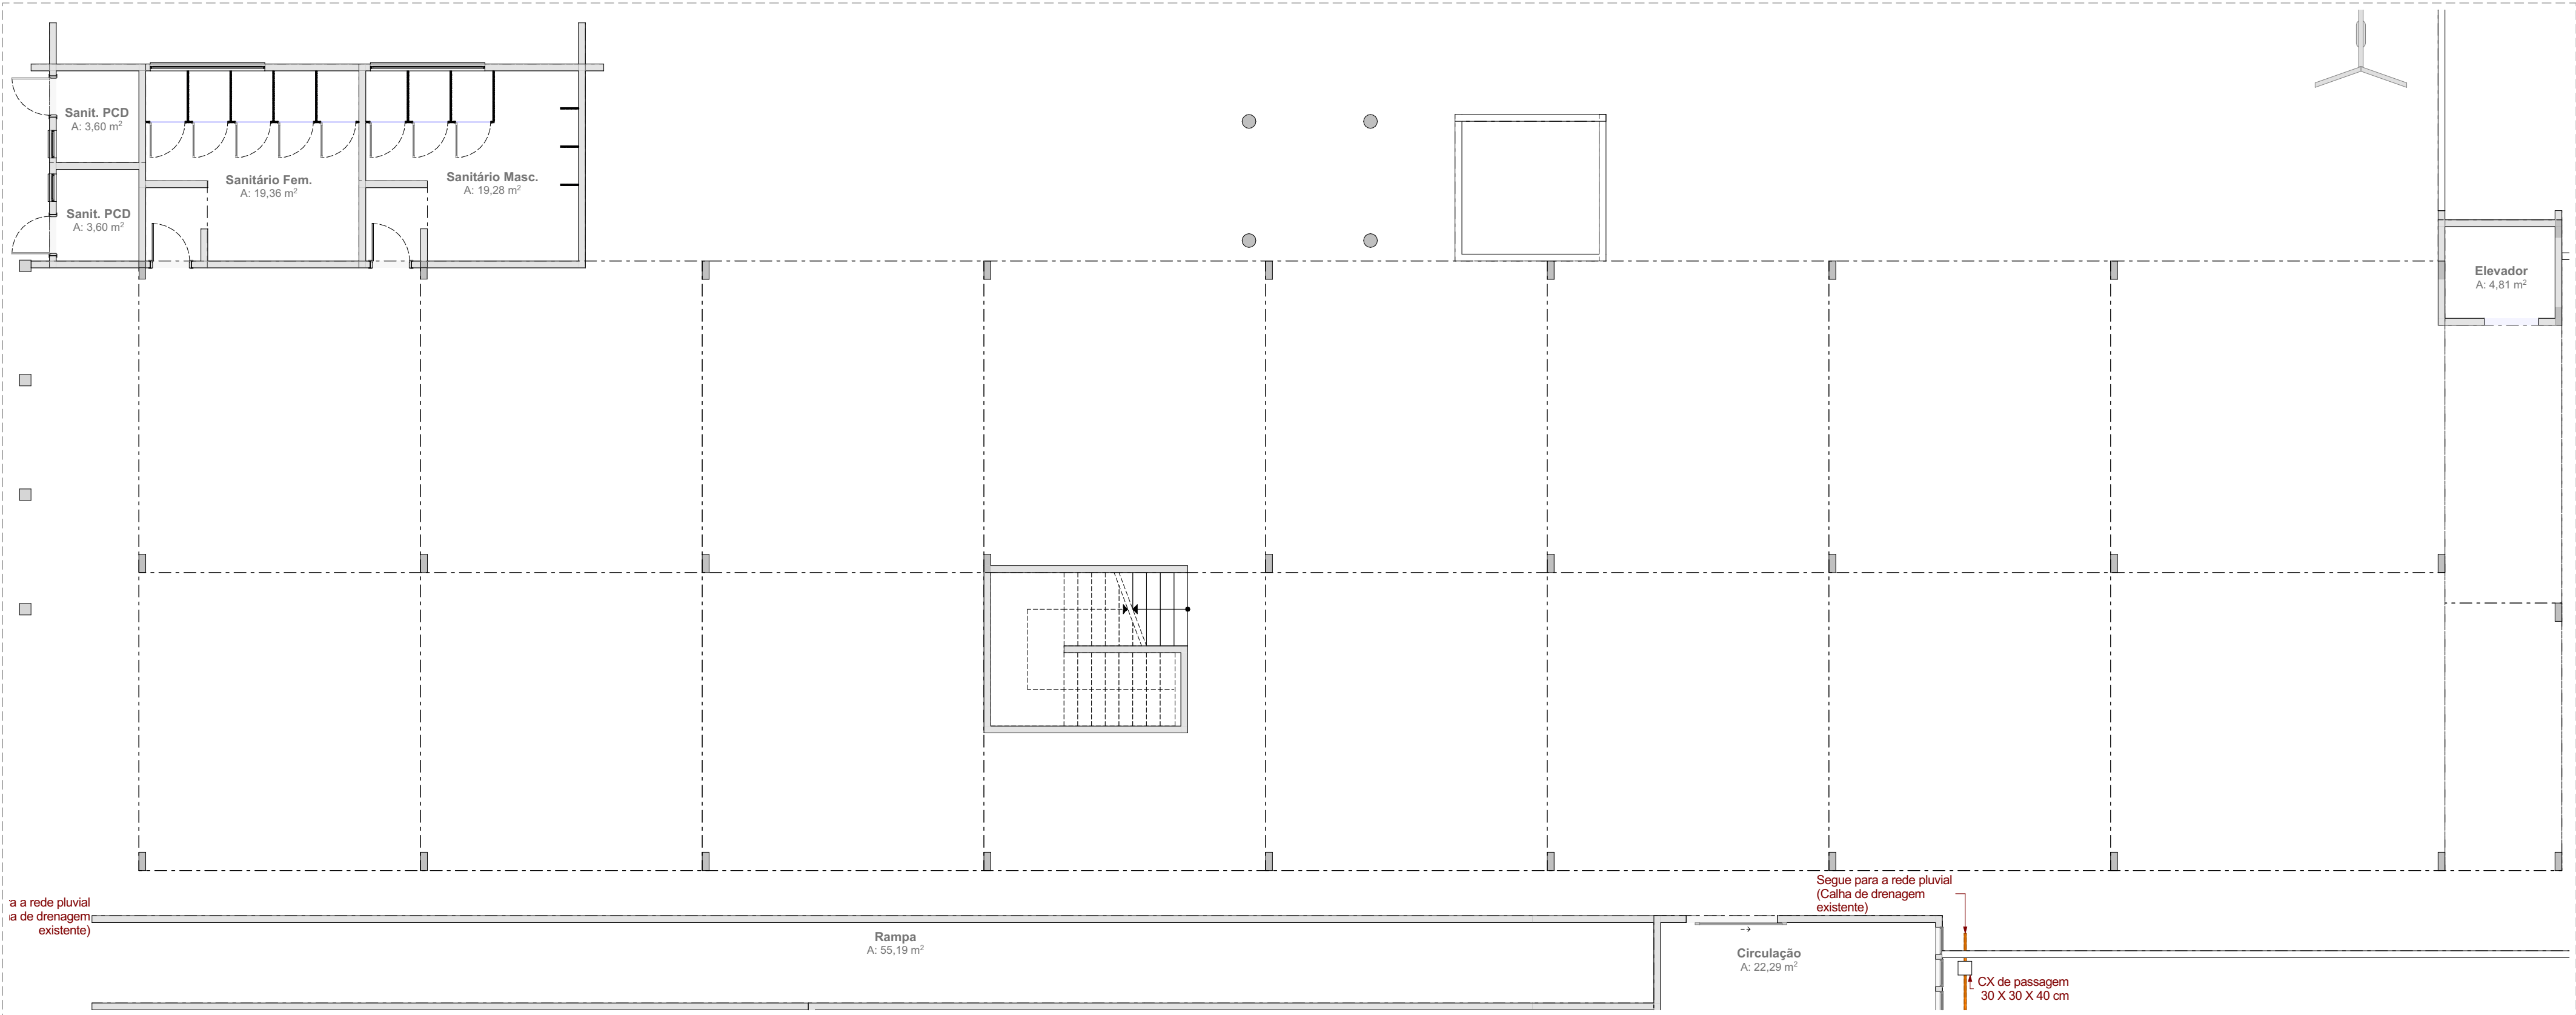 Sanit. PCD
A: 3,60 m²
Sanit. PCD
A: 3,60 m²
Sanitário Fem.
A: 19,36 m²
Sanitário Masc.
A: 19,28 m²
Elevador
A: 4,81 m²
a a rede pluvial
a de drenagem
existente)
Rampa
A: 55,19 m²
Segue para a rede pluvial
(Calha de drenagem
existente)
Circulação
A: 22,29 m²
CX de passagem
30 X 30 X 40 cm